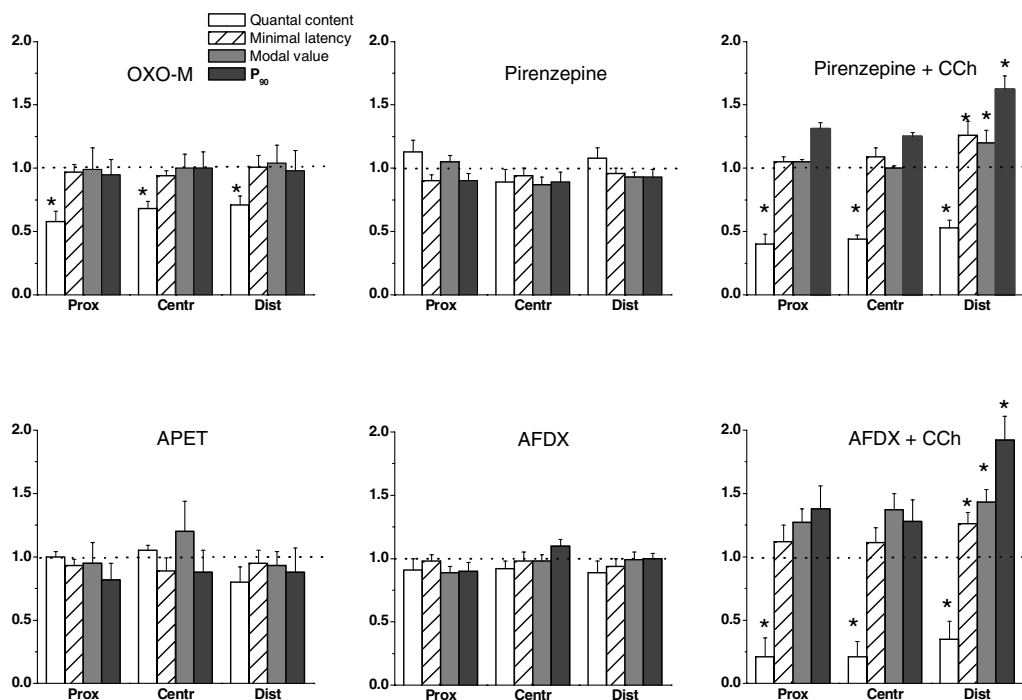 Quantal content
Minimal latency
Modal value
P90
OXO-M
2.0
1.5
1.0
0.5
0.0
*
*
*
Prox Centr Dist
Pirenzepine
2.0
1.5
1.0
0.5
0.0
Prox Centr Dist
Pirenzepine + CCh
2.0
1.5
1.0
0.5
0.0
*
*
*
*
*
*
Prox Centr Dist
APET
2.0
1.5
1.0
0.5
0.0
Prox Centr Dist
AFDX
2.0
1.5
1.0
0.5
0.0
Prox Centr Dist
AFDX + CCh
2.0
1.5
1.0
0.5
0.0
*
*
*
*
*
*
Prox Centr Dist